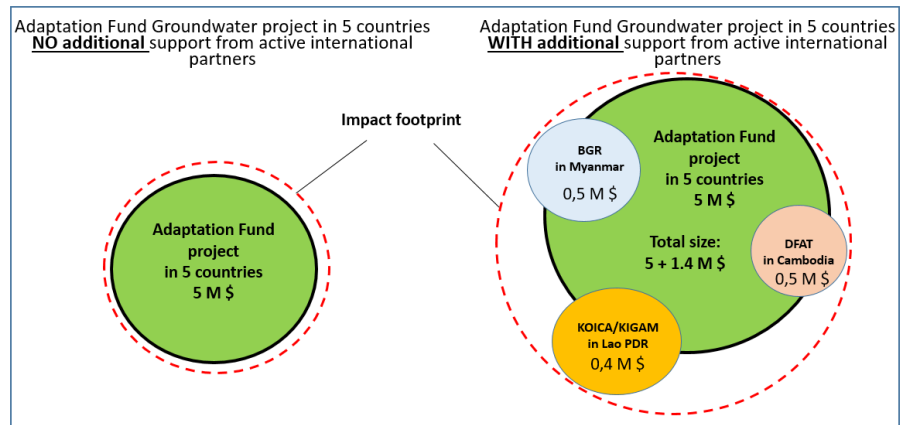 Adaptation Fund Groundwater project in 5 countries
NO additional support from active international
partners
Adaptation Fund Groundwater project in 5 countries
WITH additional support from active international
partners
Impact footprint
Adaptation Fund
project
in 5 countries
5 M $
BGR
in Myanmar
0,5 M $
Adaptation Fund
project
in 5 countries
5 M $
Total size:
5 + 1.4 M $
DFAT
in Cambodia
0,5 M $
KOICA/KIGAM
in Lao PDR
0,4 M $